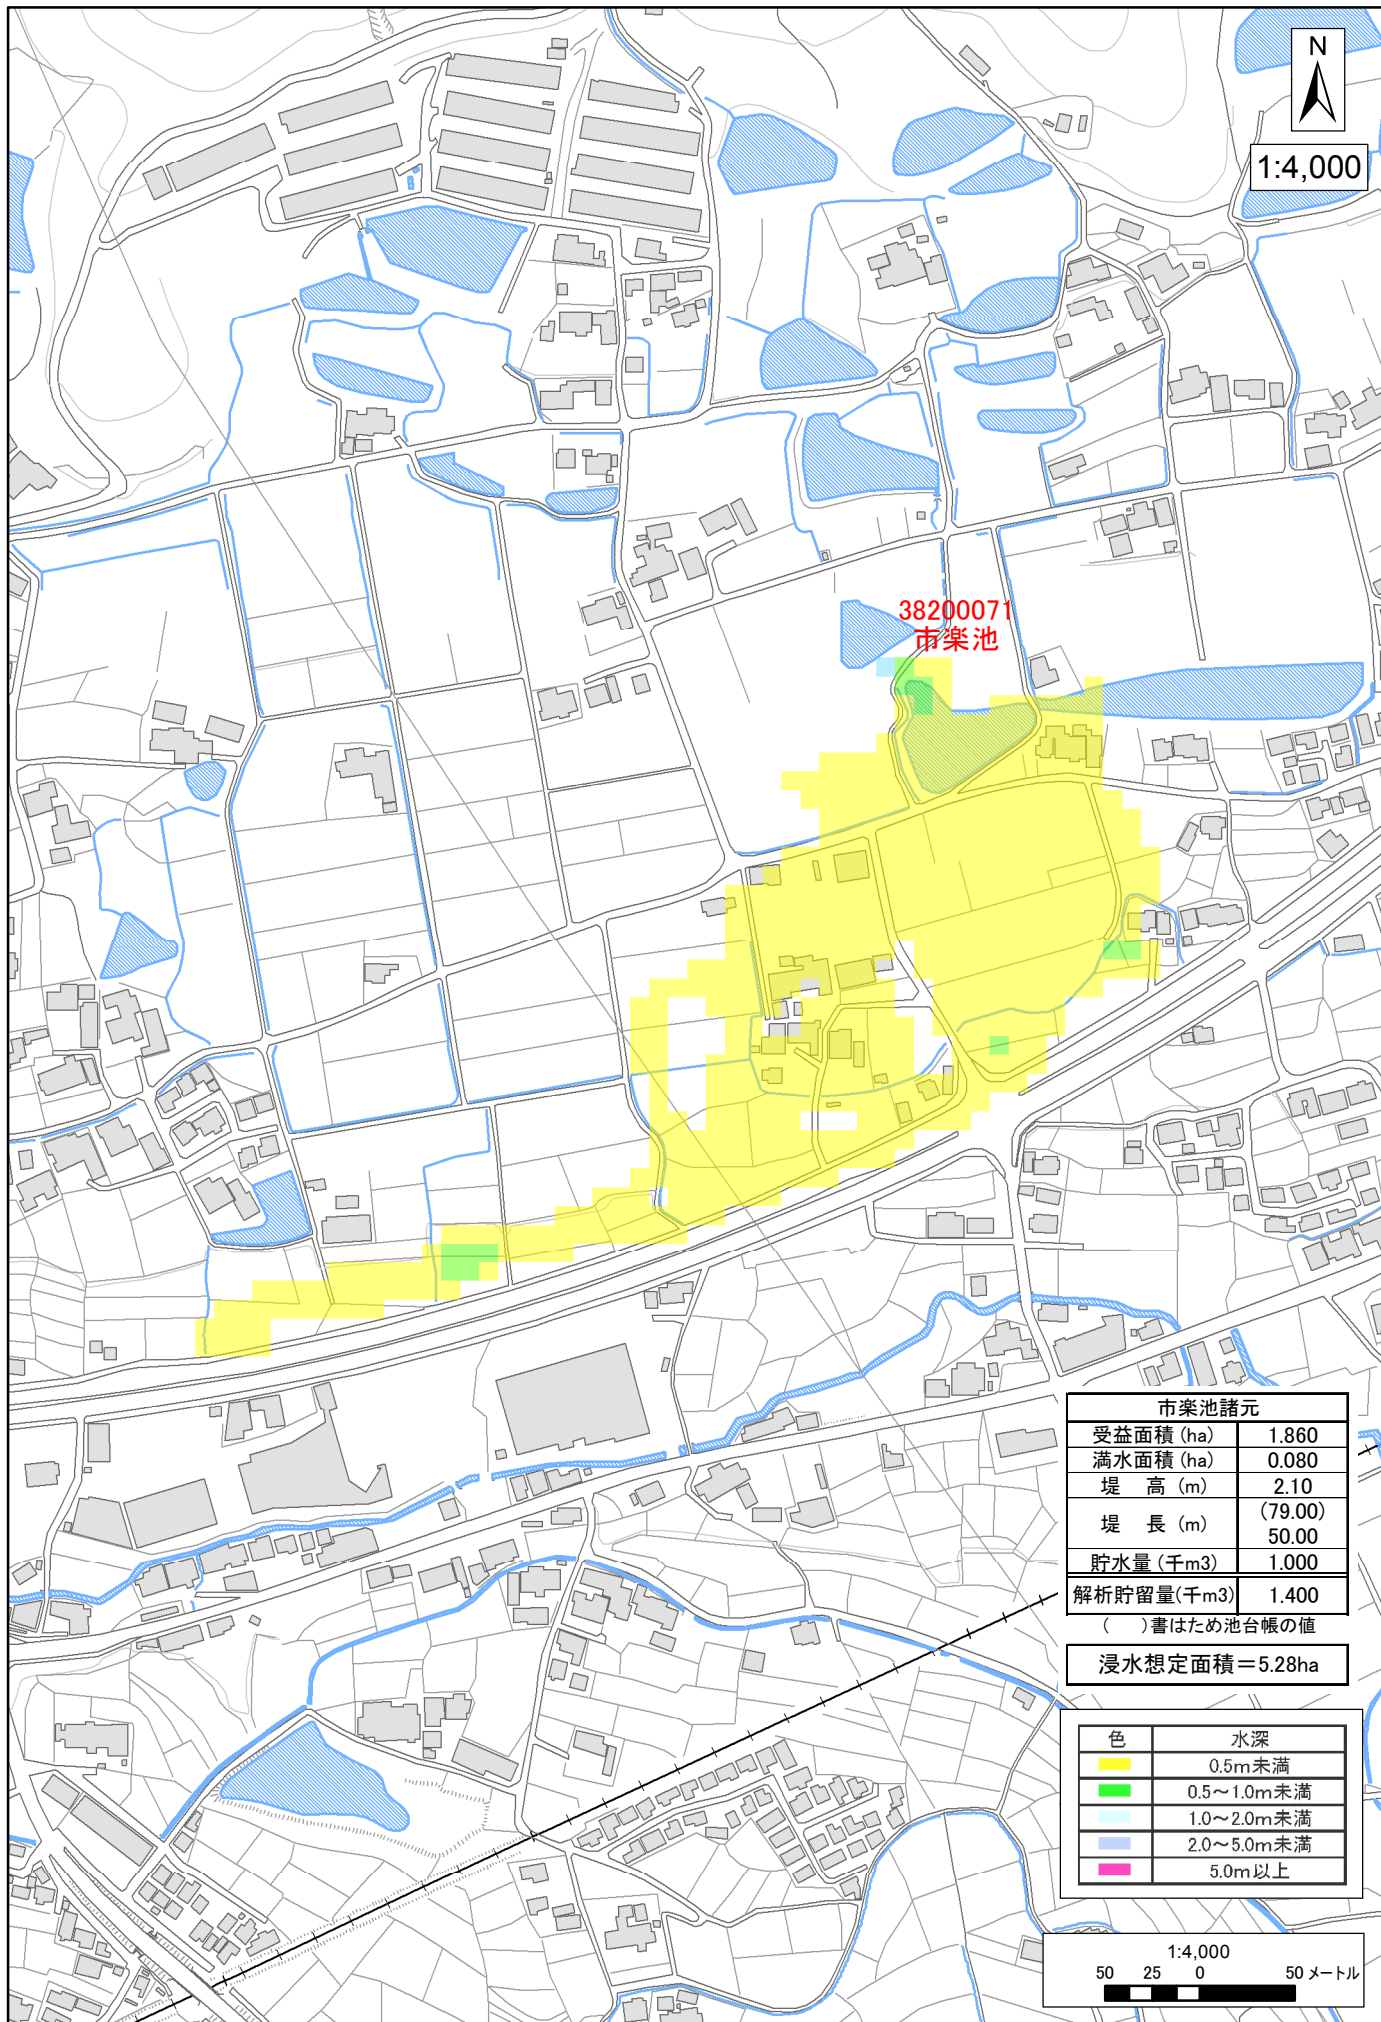 N
1:4,000
38200071
市楽池
市楽池諸元
受益面積(ha) 1.860
満水面積(ha) 0.080
堤 高 (m) 2.10
堤 長 (m) (79.00)
50.00
貯水量(千m3) 1.000
解析貯留量(千m3) 1.400
( )書はため池台帳の値
浸水想定面積=5.28ha
色 水深
0.5m未満
0.5～1.0m未満
1.0～2.0m未満
2.0～5.0m未満
5.0m以上
1:4,000
50 25 0 50 メートル